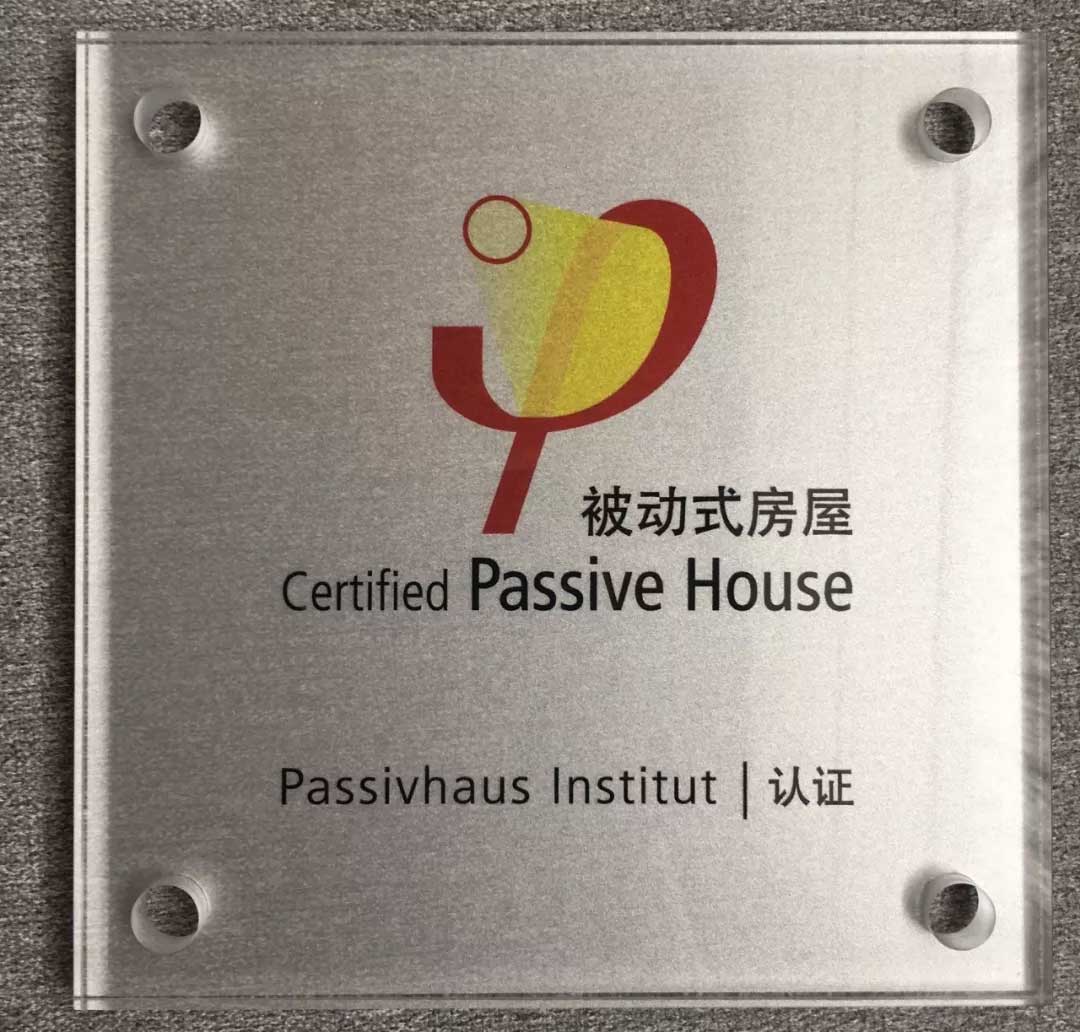 被动式房屋
Certified Passive House
Passivhaus Institut | 认证